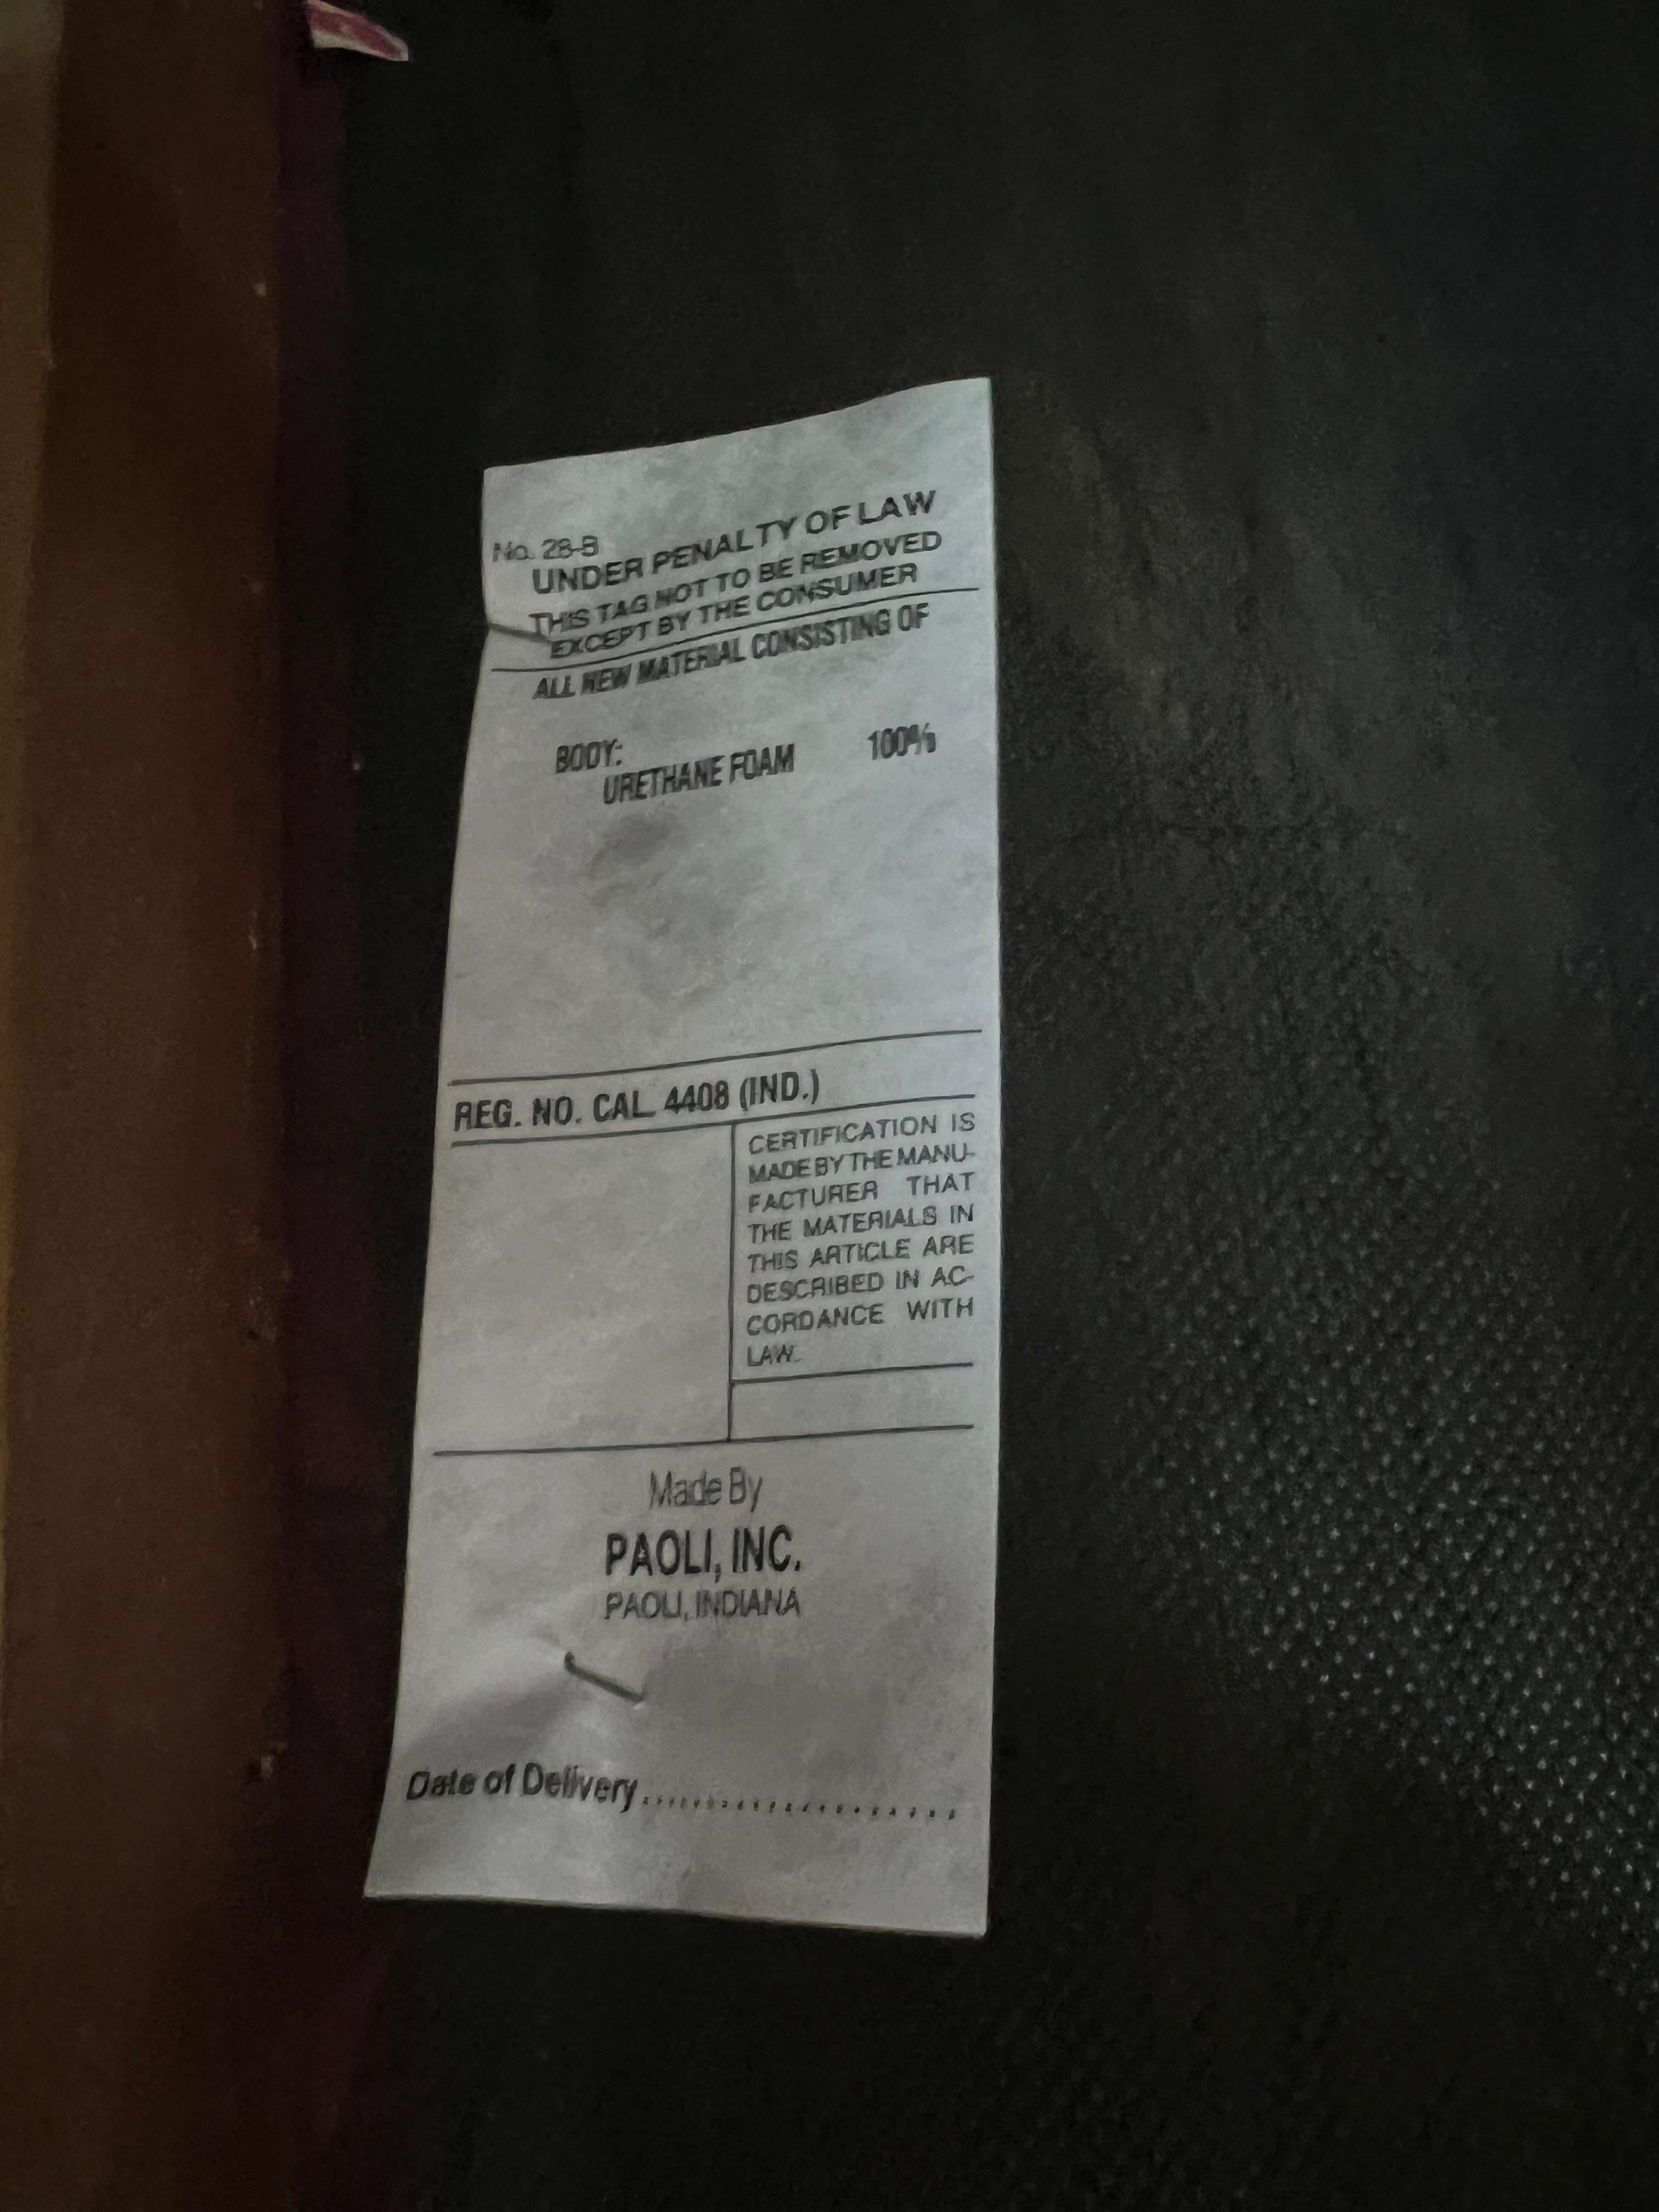 No. 28-B
UNDER PENALTY OF LAW
THIS TAG NOT TO BE REMOVED
EXCEPT BY THE CONSUMER
ALL NEW MATERIAL CONSISTING OF
BODY:
URETHANE FOAM 100%
REG. NO. CAL. 4408 (IND.)
CERTIFICATION IS
MADE BY THE MANU-
FACTURER THAT
THE MATERIALS IN
THIS ARTICLE ARE
DESCRIBED IN AC-
CORDANCE WITH
LAW.
Made By
PAOLI, INC.
PAOLI, INDIANA
Date of Delivery......................